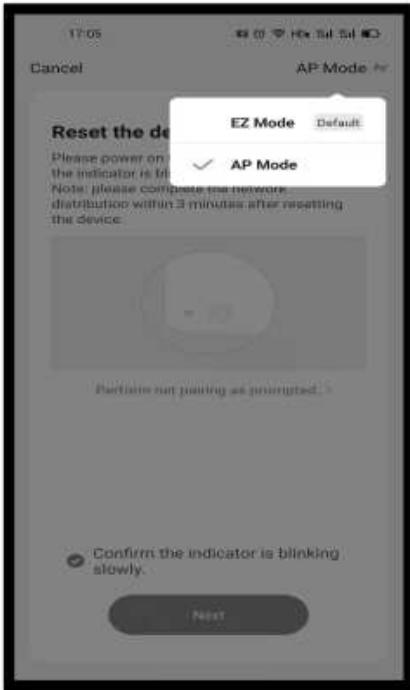 17:05
Cancel AP Mode
EZ Mode Default
AP Mode
Reset the de
Please power on
the indicator is bl
Note: please complete the network
distribution within 3 minutes after resetting
the device.
Perform net pairing as prompted. >
Confirm the indicator is blinking
slowly.
Next